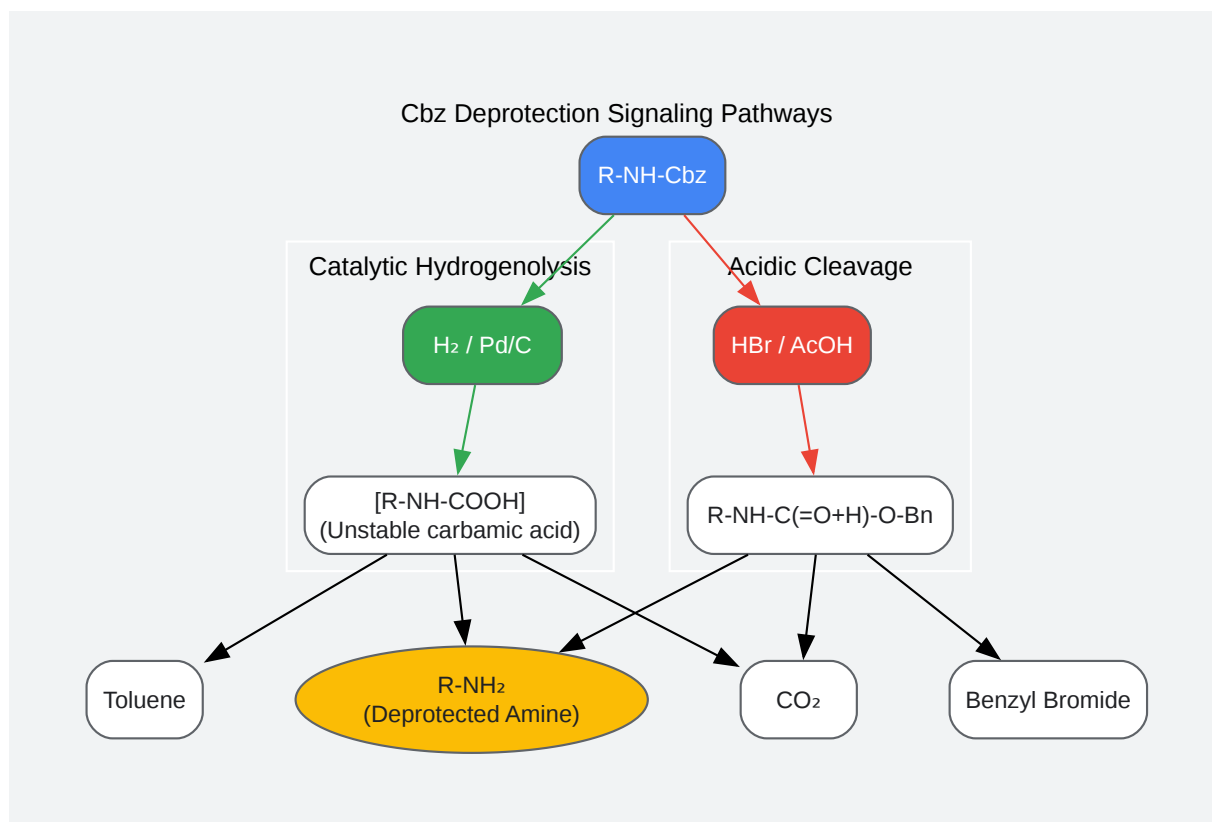 Cbz Deprotection Signaling Pathways
R-NH-Cbz
Catalytic Hydrogenolysis
Acidic Cleavage
H₂ / Pd/C
HBr / AcOH
[R-NH-COOH]
(Unstable carbamic acid)
R-NH-C(=O+H)-O-Bn
Toluene
R-NH₂
(Deprotected Amine)
CO₂
Benzyl Bromide